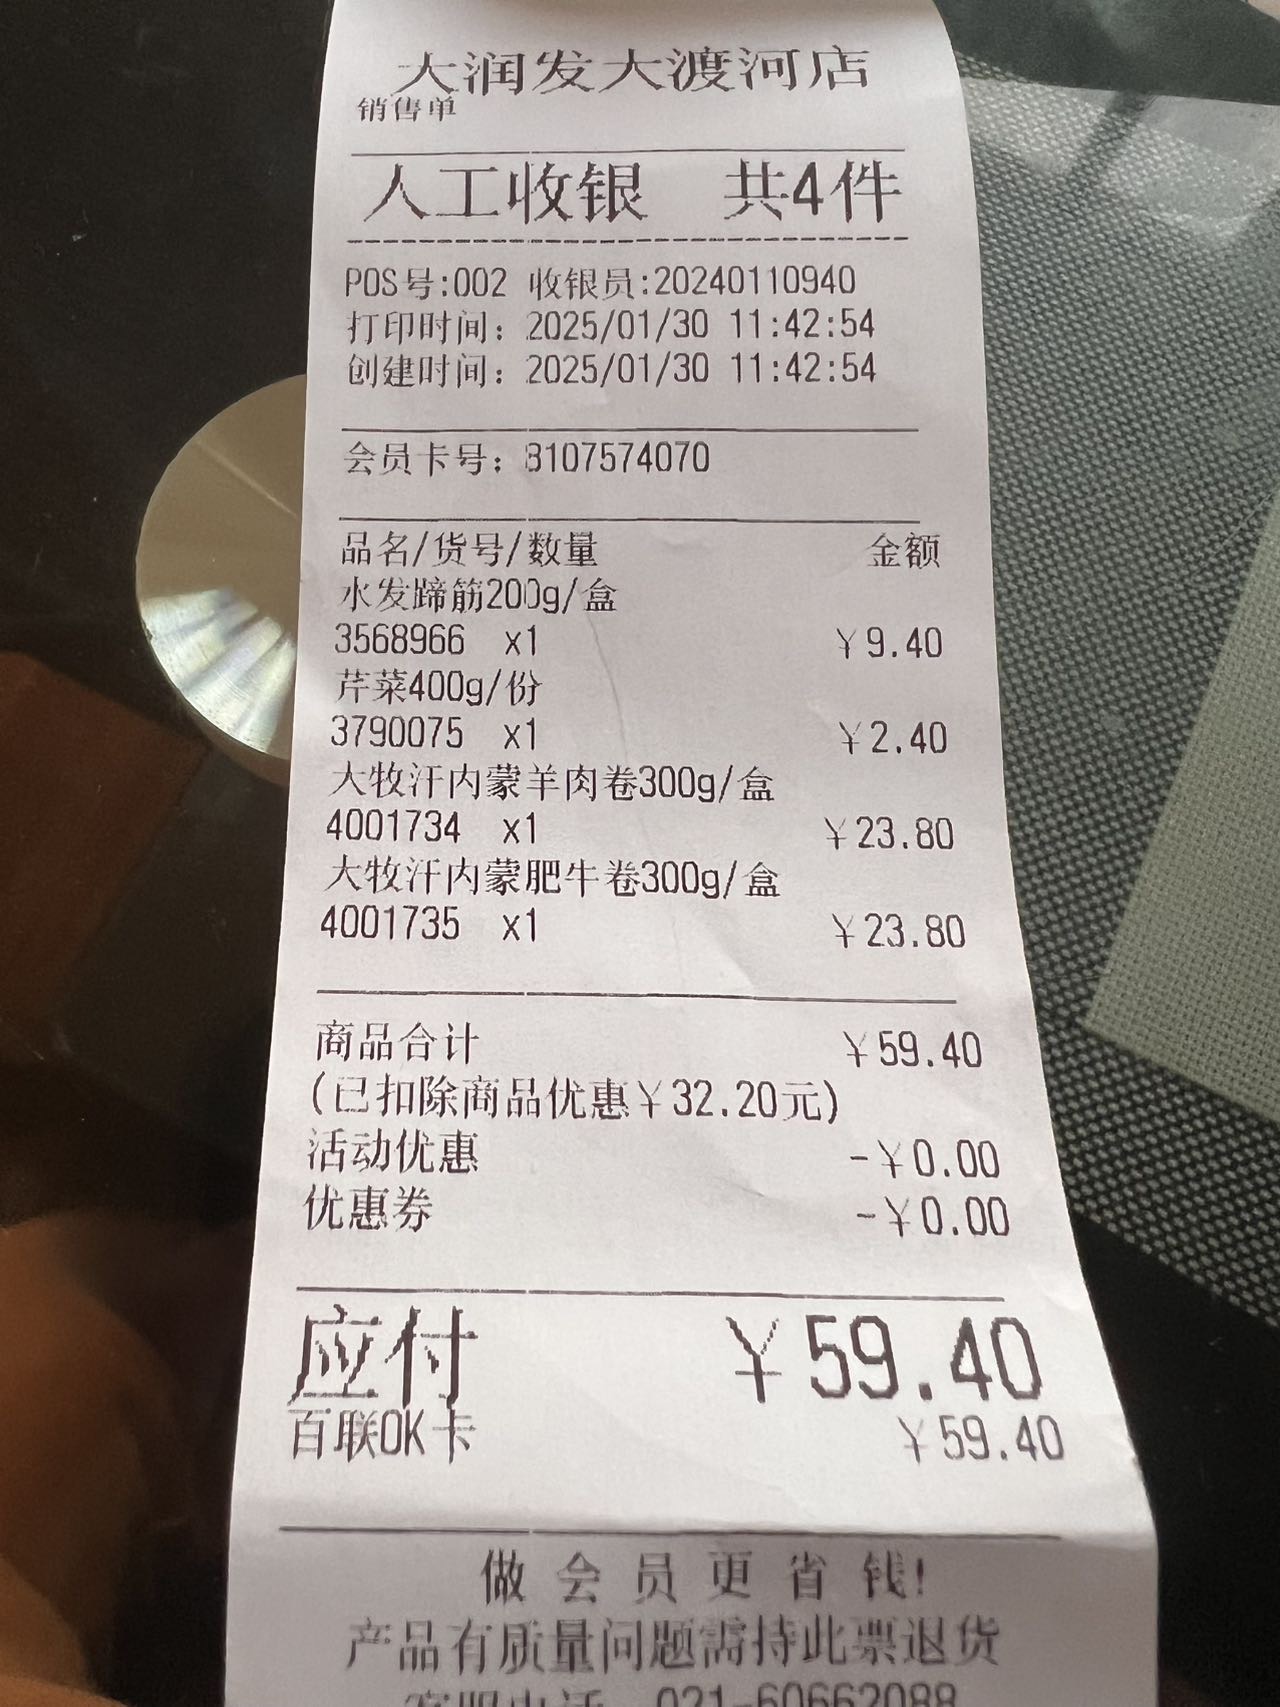 大润发大渡河店
销售单
人工收银 共4件
POS号:002 收银员:20240110940
打印时间: 2025/01/30 11:42:54
创建时间: 2025/01/30 11:42:54
会员卡号: 8107574070
品名/货号/数量 金额
水发蹄筋200g/盒
3568966 x1 ￥9.40
芹菜400g/份
3790075 x1 ￥2.40
大牧汗内蒙羊肉卷300g/盒
4001734 x1 ￥23.80
大牧汗内蒙肥牛卷300g/盒
4001735 x1 ￥23.80
商品合计 ￥59.40
(已扣除商品优惠￥32.20元)
活动优惠 -￥0.00
优惠券 -￥0.00
应付 ￥59.40
百联OK卡 ￥59.40
做会员更省钱!
产品有质量问题需持此票退货
客服电话 021-60662088